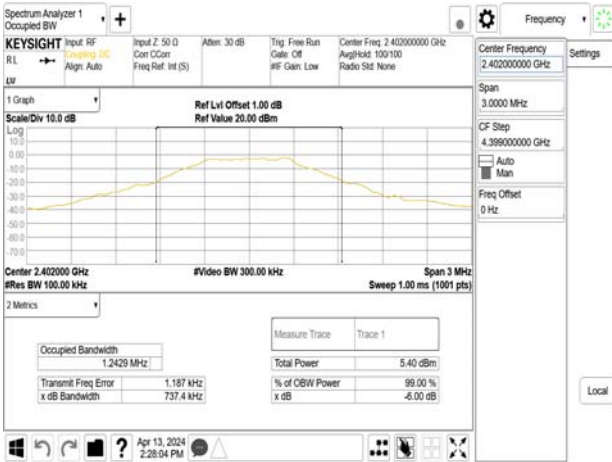 Spectrum Analyzer 1
Occupied BW
+
Frequency
KEYSIGHT
RL
Input: RF
Coupling: DC
Align: Auto
Input Z: 50 Ω
Corr CCorr
Freq Ref: Int (S)
Atten: 30 dB
Trig: Free Run
Gate: Off
#IF Gain: Low
Center Freq: 2.402000000 GHz
Avg|Hold: 100/100
Radio Std: None
1 Graph
Scale/Div 10.0 dB
Ref Lvl Offset 1.00 dB
Ref Value 20.00 dBm
Log
10.0
0.00
-10.0
-20.0
-30.0
-40.0
-50.0
-60.0
-70.0
Center 2.402000 GHz
#Res BW 100.00 kHz
#Video BW 300.00 kHz
Span 3 MHz
Sweep 1.00 ms (1001 pts)
2 Metrics
Measure Trace
Trace 1
Occupied Bandwidth
1.2429 MHz
Total Power
5.40 dBm
Transmit Freq Error
1.187 kHz
% of OBW Power
99.00 %
x dB Bandwidth
737.4 kHz
x dB
-6.00 dB
?
Apr 13, 2024
2:28:04 PM
Center Frequency
2.402000000 GHz
Settings
Span
3.0000 MHz
CF Step
4.399000000 GHz
Auto
Man
Freq Offset
0 Hz
Local